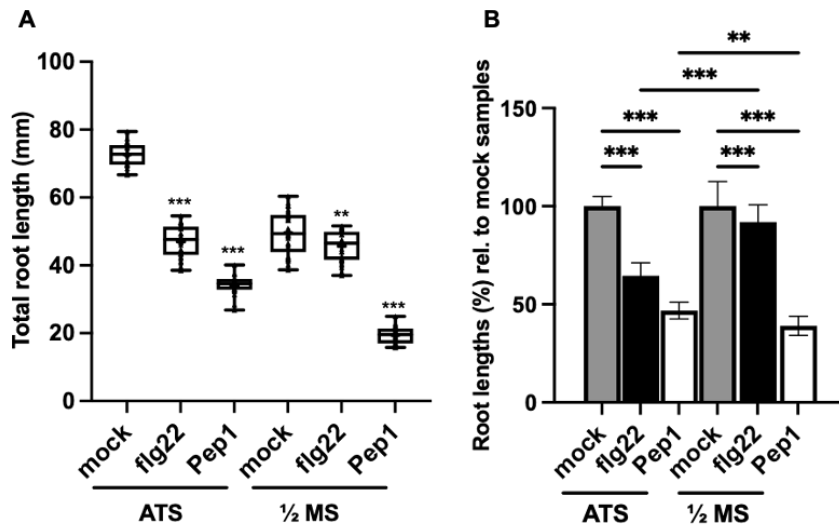 A
Total root length (mm)
100
80
60
40
20
0
***
***
**
***
mock
flg22
Pep1
mock
flg22
Pep1
ATS
½ MS
B
Root lengths (%) rel. to mock samples
150
100
50
0
**
***
***
***
***
***
mock
flg22
Pep1
mock
flg22
Pep1
ATS
½ MS